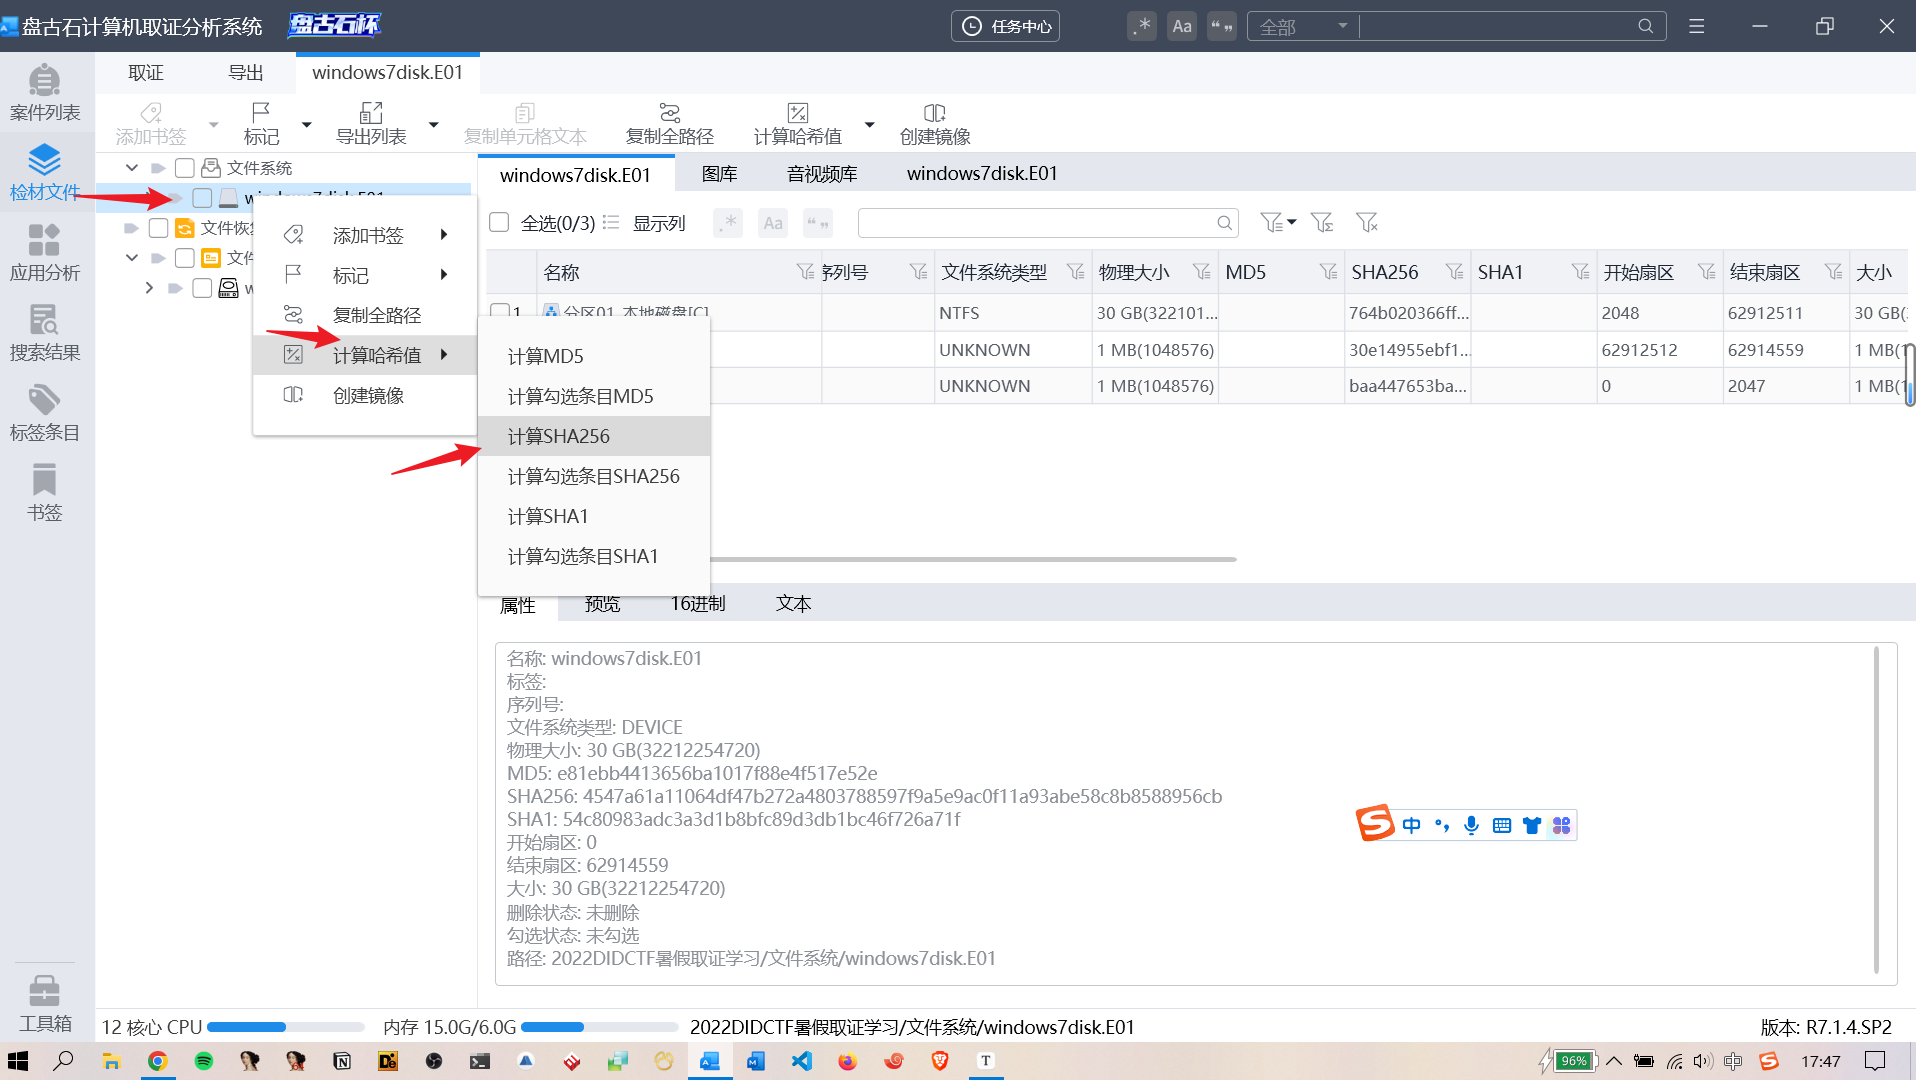 盘古石计算机取证分析系统
盘古石杯
任务中心
.*
Aa
“ ”
全部
案件列表
检材文件
应用分析
搜索结果
标签条目
书签
工具箱
取证
导出
windows7disk.E01
添加书签
标记
导出列表
复制单元格文本
复制全路径
计算哈希值
创建镜像
文件系统
文件
添加书签
标记
复制全路径
计算哈希值
创建镜像
计算MD5
计算勾选条目MD5
计算SHA256
计算勾选条目SHA256
计算SHA1
计算勾选条目SHA1
windows7disk.E01
图库
音视频库
windows7disk.E01
全选(0/3)
显示列
.*
Aa
“ ”
名称
序列号
文件系统类型
物理大小
MD5
SHA256
SHA1
开始扇区
结束扇区
大小
1
分区01_本地磁盘[C]
NTFS
30 GB(322101...
764b020366ff...
2048
62912511
30 GB(
UNKNOWN
1 MB(1048576)
30e14955ebf1...
62912512
62914559
1 MB(1
UNKNOWN
1 MB(1048576)
baa447653ba...
0
2047
1 MB(1
属性
预览
16进制
文本
名称: windows7disk.E01
标签:
序列号:
文件系统类型: DEVICE
物理大小: 30 GB(32212254720)
MD5: e81ebb4413656ba1017f88e4f517e52e
SHA256: 4547a61a11064df47b272a4803788597f9a5e9ac0f11a93abe58c8b8588956cb
SHA1: 54c80983adc3a3d1b8bfc89d3db1bc46f726a71f
开始扇区: 0
结束扇区: 62914559
大小: 30 GB(32212254720)
删除状态: 未删除
勾选状态: 未勾选
路径: 2022DIDCTF暑假取证学习/文件系统/windows7disk.E01
中
12 核心 CPU
内存 15.0G/6.0G
2022DIDCTF暑假取证学习/文件系统/windows7disk.E01
版本: R7.1.4.SP2
96%
中
17:47